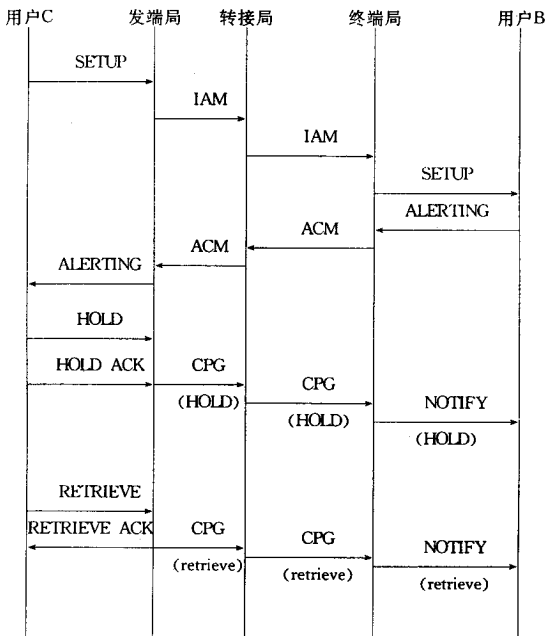 用户C 发端局 转接局 终端局 用户B
SETUP
IAM
IAM
SETUP
ALERTING
ACM
ACM
ALERTING
HOLD
HOLD ACK CPG
CPG
(HOLD)
NOTIFY
(HOLD)
(HOLD)
RETRIEVE
RETRIEVE ACK CPG CPG
NOTIFY
(retrieve)
(retrieve)
(retrieve)